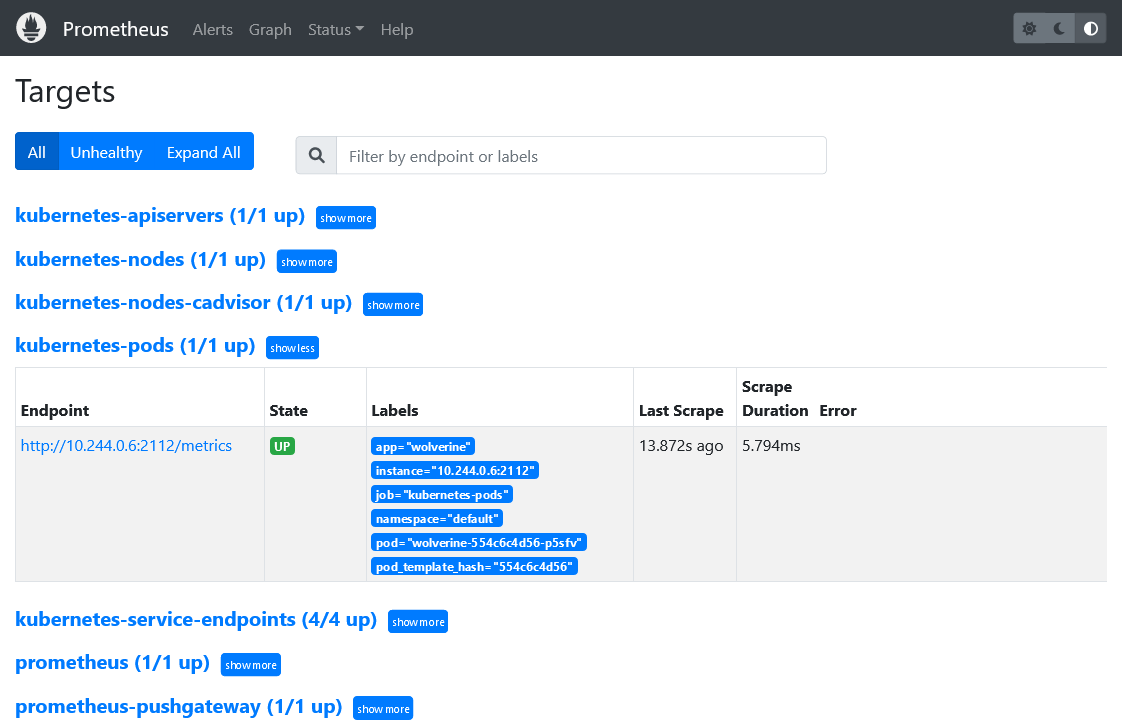 Prometheus Alerts Graph Status Help
Targets
All Unhealthy Expand All Filter by endpoint or labels
kubernetes-apiservers (1/1 up) show more
kubernetes-nodes (1/1 up) show more
kubernetes-nodes-cadvisor (1/1 up) show more
kubernetes-pods (1/1 up) show less
Endpoint State Labels Last Scrape Scrape Duration Error
http://10.244.0.6:2112/metrics UP app="wolverine" 13.872s ago 5.794ms
instance="10.244.0.6:2112"
job="kubernetes-pods"
namespace="default"
pod="wolverine-554c6c4d56-p5sfv"
pod_template_hash="554c6c4d56"
kubernetes-service-endpoints (4/4 up) show more
prometheus (1/1 up) show more
prometheus-pushgateway (1/1 up) show more